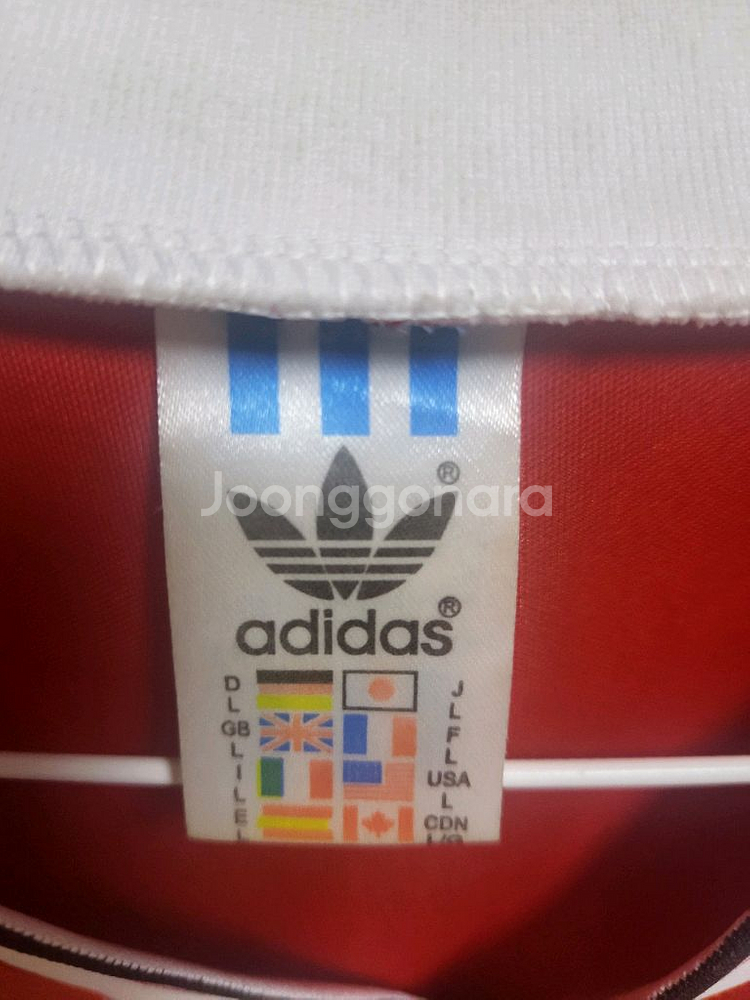 ®
Joonggonara
adidas®
D J
L L
GB F
L L
I USA
L L
E CDN
L L/G